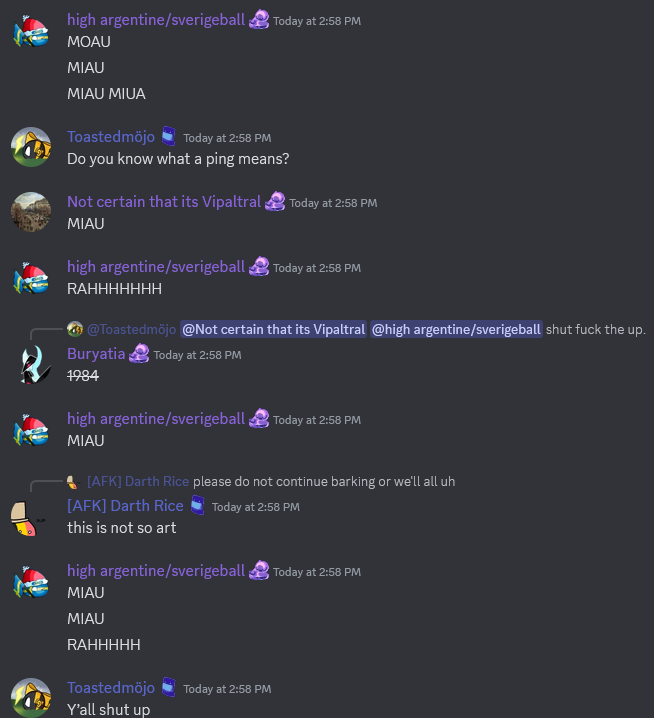 high argentine/sverigeball Today at 2:58 PM
MOAU
MIAU
MIAU MIUA
Toastedmõjo Today at 2:58 PM
Do you know what a ping means?
Not certain that its Vipaltral Today at 2:58 PM
MIAU
high argentine/sverigeball Today at 2:58 PM
RAHHHHHHH
@Toastedmõjo @Not certain that its Vipaltral @high argentine/sverigeball shut fuck the up.
Buryatia Today at 2:58 PM
1984
high argentine/sverigeball Today at 2:58 PM
MIAU
[AFK] Darth Rice please do not continue barking or we'll all uh
[AFK] Darth Rice Today at 2:58 PM
this is not so art
high argentine/sverigeball Today at 2:58 PM
MIAU
MIAU
RAHHHHH
Toastedmõjo Today at 2:58 PM
Y'all shut up